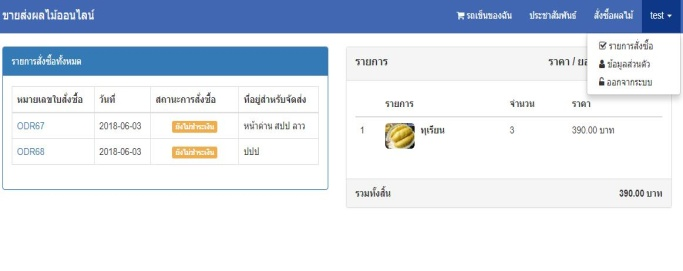 ขายส่งผลไม้ออนไลน์
รถเข็นของฉัน ประชาสัมพันธ์ สั่งซื้อผลไม้ test
รายการสั่งซื้อ
ข้อมูลส่วนตัว
ออกจากระบบ
รายการสั่งซื้อทั้งหมด
หมายเลขใบสั่งซื้อ วันที่ สถานะการสั่งซื้อ ที่อยู่สำหรับจัดส่ง
ODR67 2018-06-03 ยังไม่ชำระเงิน หน้าด่าน สปป ลาว
ODR68 2018-06-03 ยังไม่ชำระเงิน ปปป
รายการ ราคา /
รายการ จำนวน ราคา
1 ทุเรียน 3 390.00 บาท
รวมทั้งสิ้น 390.00 บาท